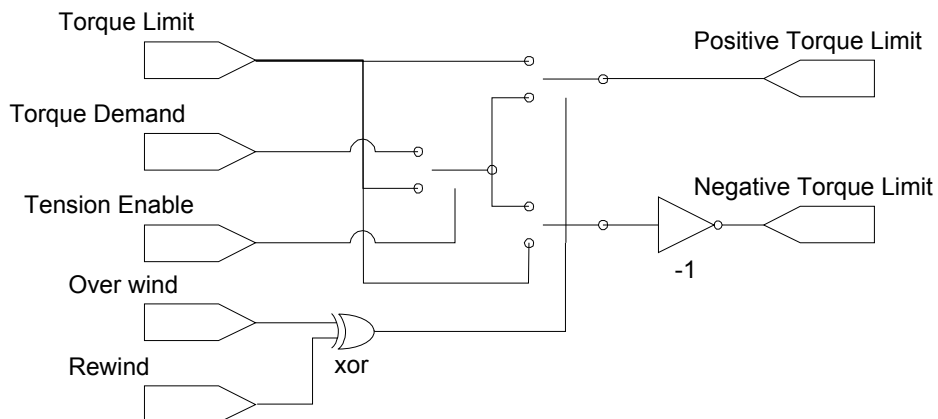 Torque Limit
Positive Torque Limit
Torque Demand
Tension Enable
Negative Torque Limit
-1
Over wind
xor
Rewind